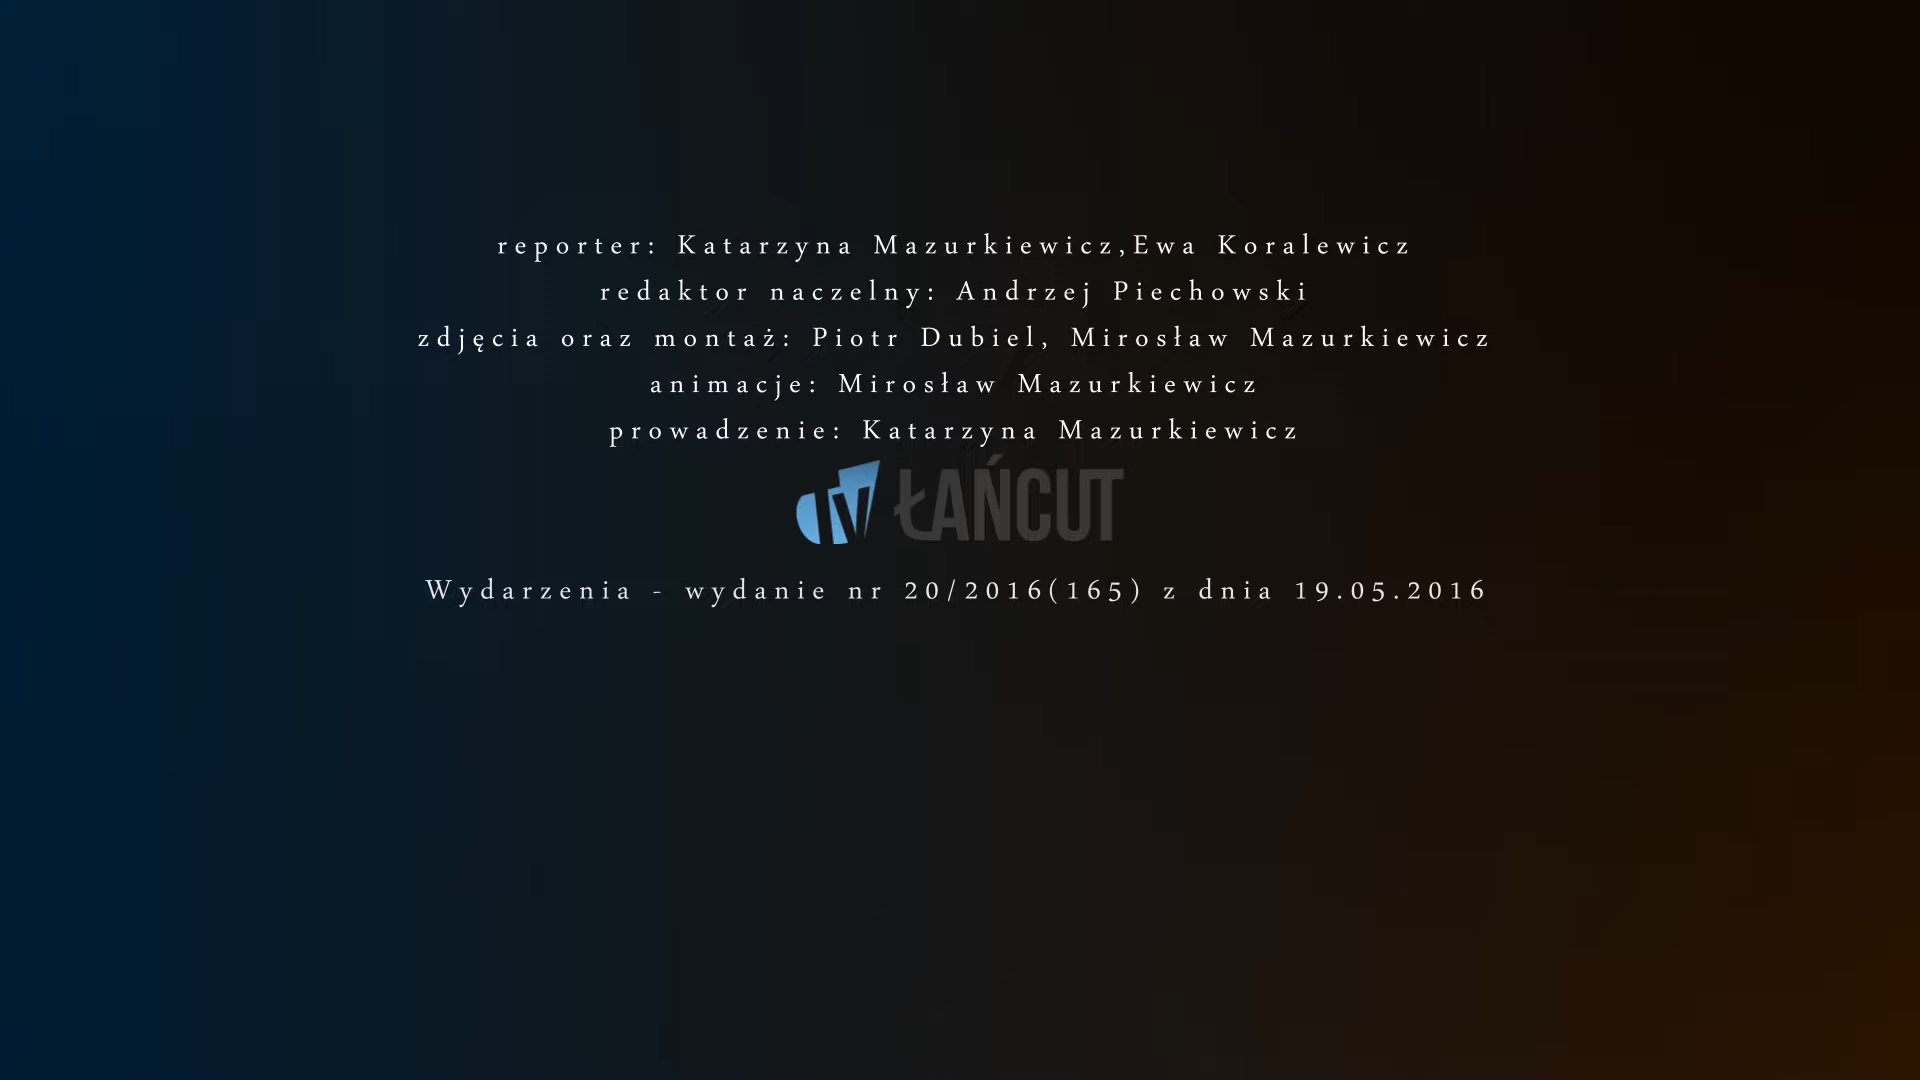 reporter: Katarzyna Mazurkiewicz,Ewa Koralewicz
redaktor naczelny: Andrzej Piechowski
zdjęcia oraz montaż: Piotr Dubiel, Mirosław Mazurkiewicz
animacje: Mirosław Mazurkiewicz
prowadzenie: Katarzyna Mazurkiewicz
TV ŁAŃCUT
Wydarzenia - wydanie nr 20/2016(165) z dnia 19.05.2016